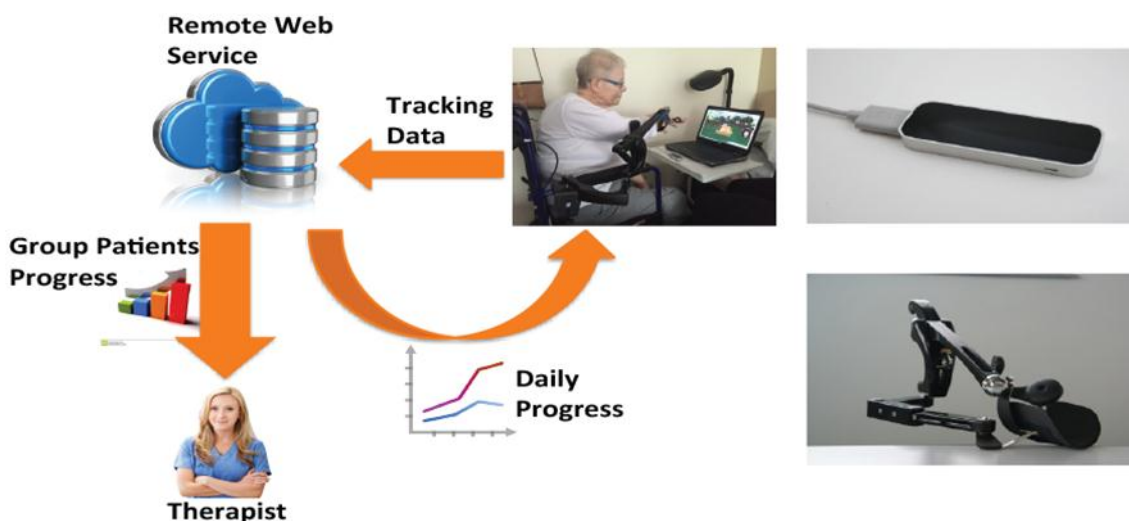 Remote Web
Service
Tracking
Data
Group Patients
Progress
Daily
Progress
Therapist